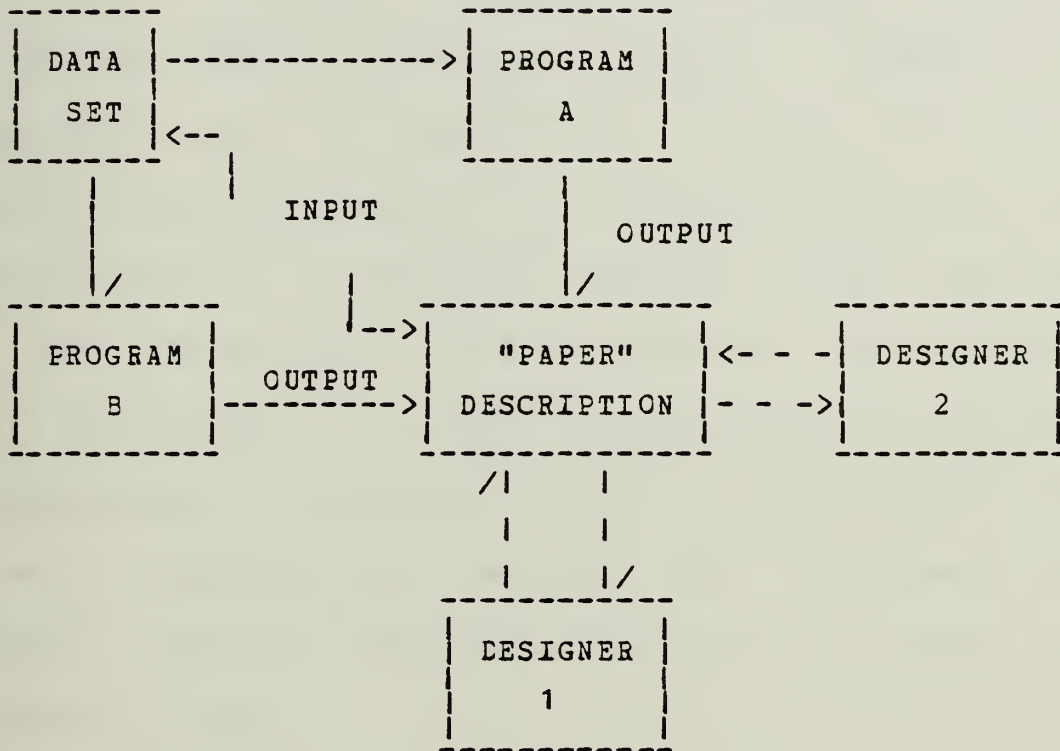 DATA
SET
PROGRAM
A
INPUT
OUTPUT
PROGRAM
B
OUTPUT
"PAPER"
DESCRIPTION
DESIGNER
2
DESIGNER
1